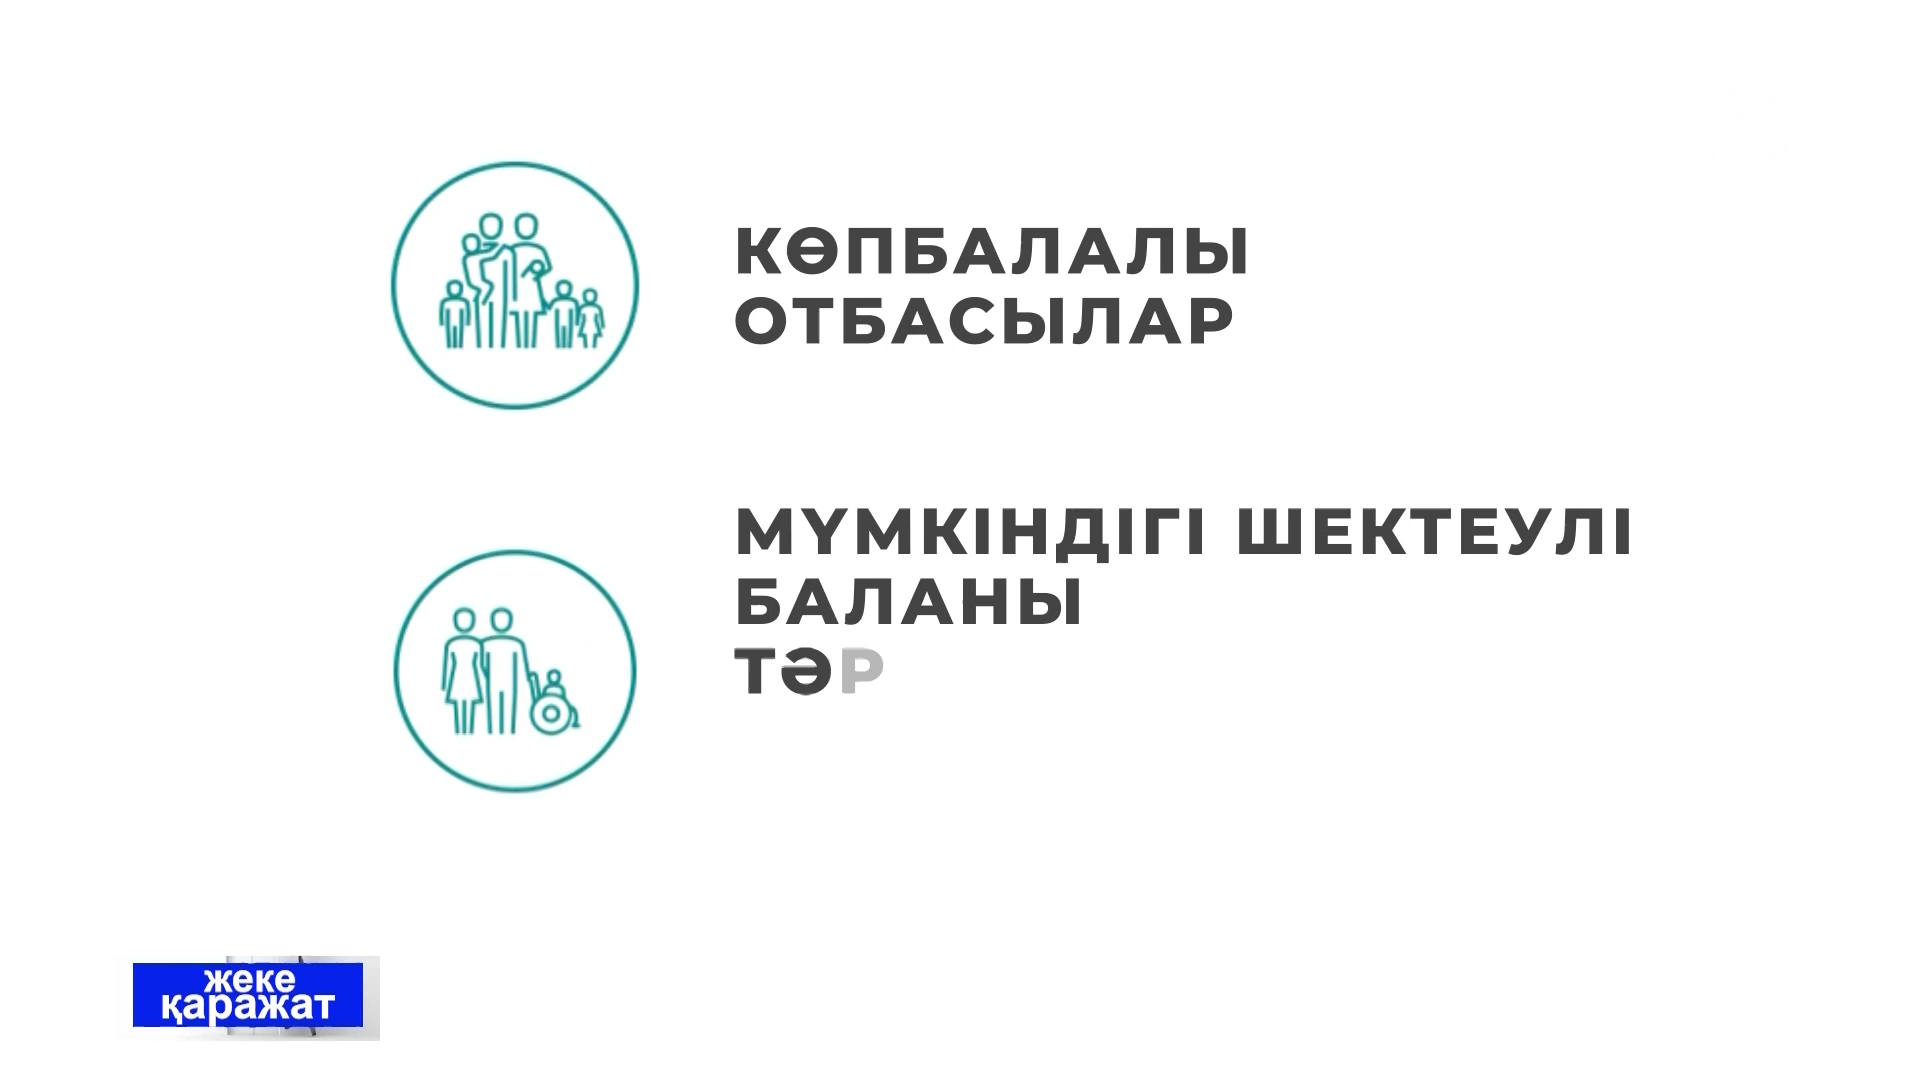 КӨПБАЛАЛЫ
ОТБАСЫЛАР
МҮМКІНДІГІ ШЕКТЕУЛІ
БАЛАНЫ
ТӘР
жеке
қаражат